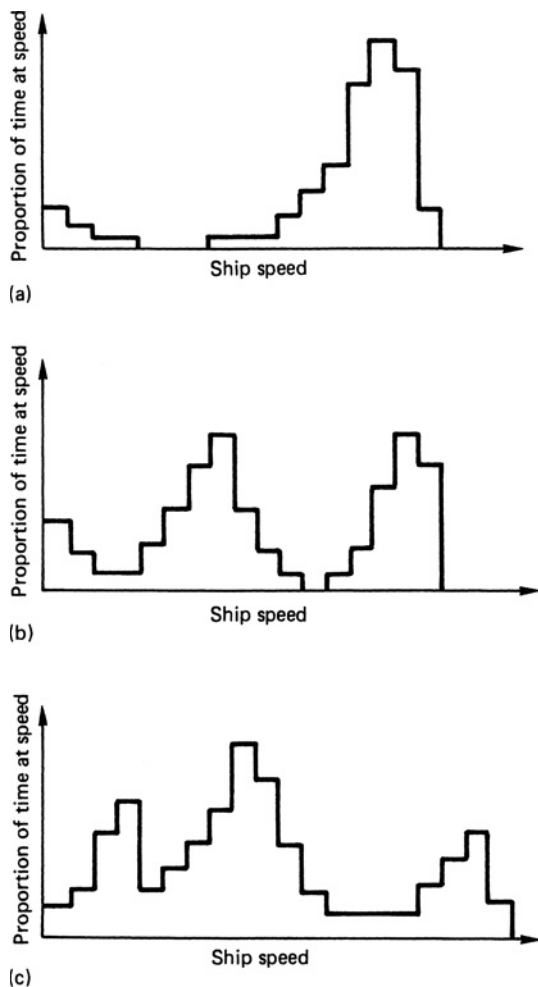 Proportion of time at speed
Ship speed
(a)
Proportion of time at speed
Ship speed
(b)
Proportion of time at speed
Ship speed
(c)